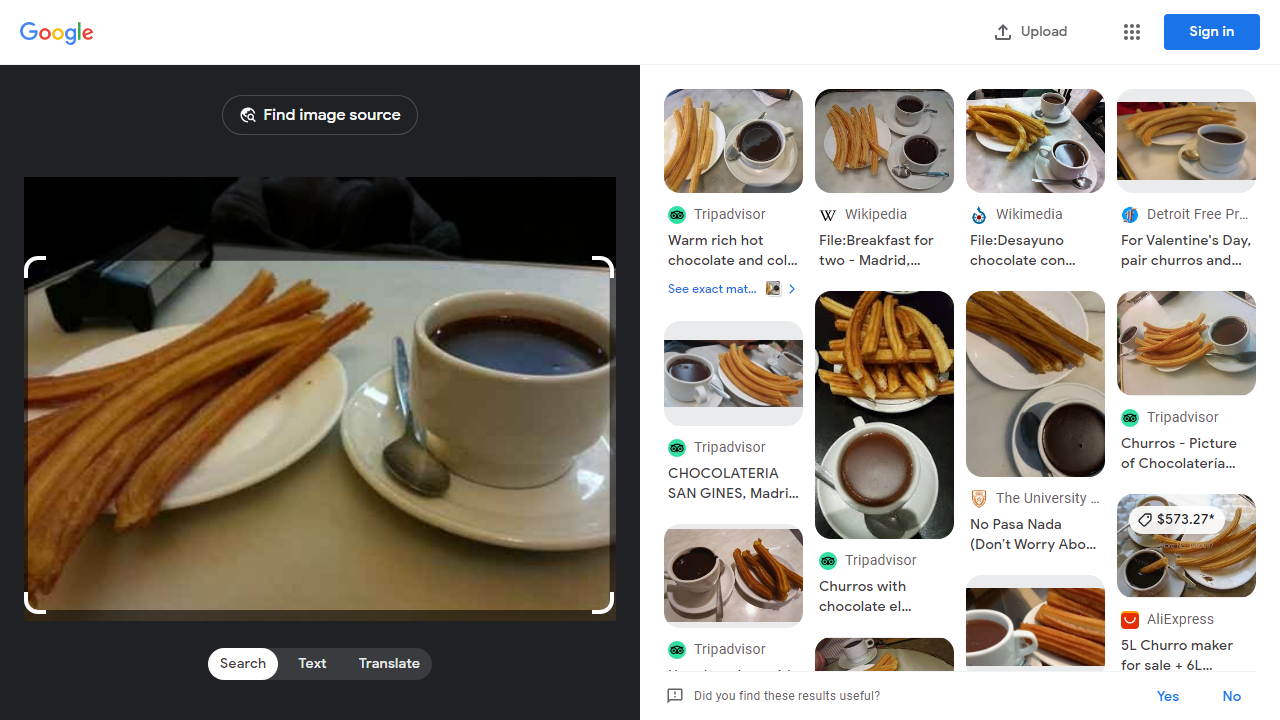 Google
Upload
Sign in
Find image source
Search
Text
Translate
Tripadvisor
Warm rich hot
chocolate and col...
See exact mat...
Wikipedia
File:Breakfast for
two - Madrid,...
Wikimedia
File:Desayuno
chocolate con...
Detroit Free Pr...
For Valentine's Day,
pair churros and...
Tripadvisor
CHOCOLATERIA
SAN GINES, Madri...
Tripadvisor
Churros with
chocolate el...
The University ...
No Pasa Nada
(Don’t Worry Abo...
Tripadvisor
Churros - Picture
of Chocolatería...
$573.27*
AliExpress
5L Churro maker
for sale + 6L...
Tripadvisor
Did you find these results useful?
Yes
No